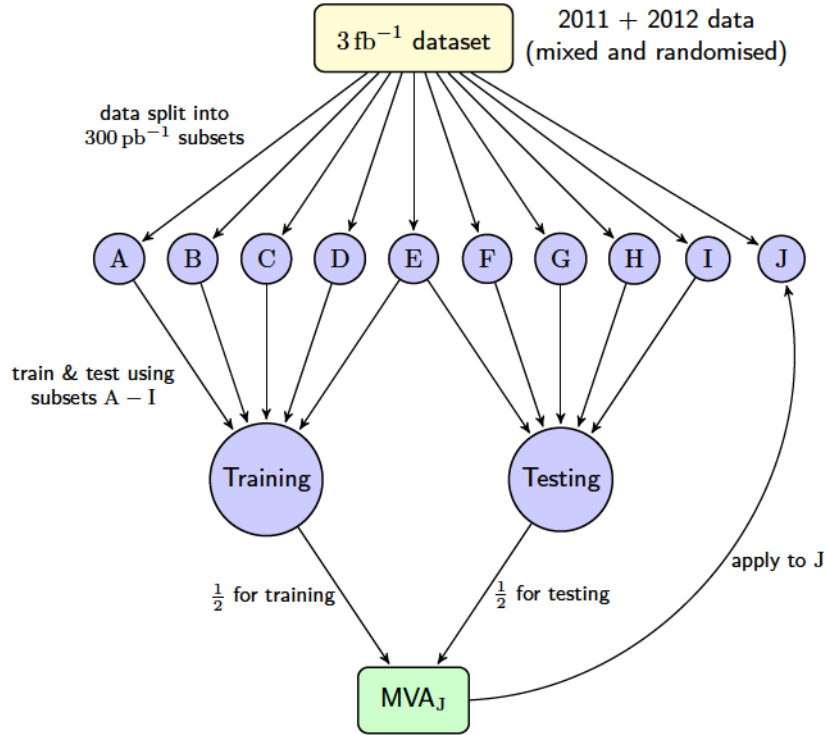 3 fb⁻¹ dataset
2011 + 2012 data
(mixed and randomised)
data split into
300 pb⁻¹ subsets
A B C D E F G H I J
train & test using
subsets A − I
Training
Testing
apply to J
½ for training
½ for testing
MVA_J